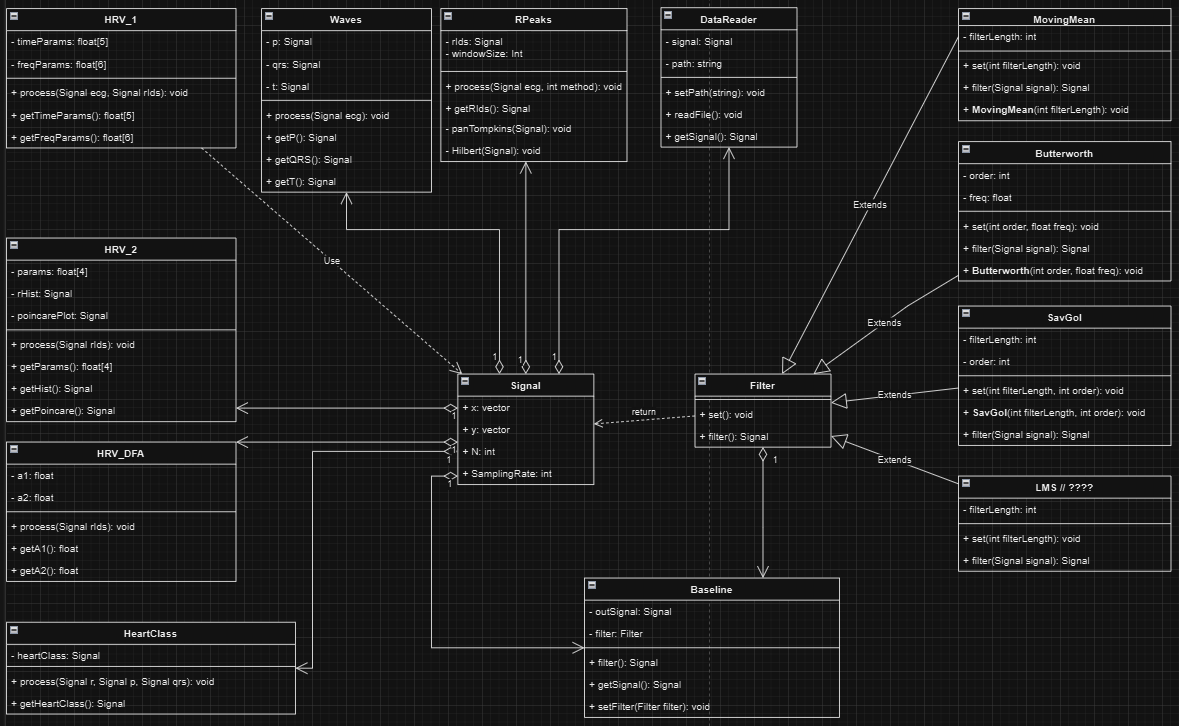 HRV_1
- timeParams: float[5]
- freqParams: float[6]
+ process(Signal ecg, Signal rIds): void
+ getTimeParams(): float[5]
+ getFreqParams(): float[6]
Waves
- p: Signal
- qrs: Signal
- t: Signal
+ process(Signal ecg): void
+ getP(): Signal
+ getQRS(): Signal
+ getT(): Signal
RPeaks
- rIds: Signal
- windowSize: Int
+ process(Signal ecg, int method): void
+ getRIds(): Signal
- panTompkins(Signal): void
- Hilbert(Signal): void
DataReader
- signal: Signal
- path: string
+ setPath(string): void
+ readFile(): void
+ getSignal(): Signal
MovingMean
- filterLength: int
+ set(int filterLength): void
+ filter(Signal signal): Signal
+ MovingMean(int filterLength): void
Butterworth
- order: int
- freq: float
+ set(int order, float freq): void
+ filter(Signal signal): Signal
+ Butterworth(int order, float freq): void
Extends
Use
Extends
HRV_2
- params: float[4]
- rHist: Signal
- poincarePlot: Signal
+ process(Signal rIds): void
+ getParams(): float[4]
+ getHist(): Signal
+ getPoincare(): Signal
SavGol
- filterLength: int
- order: int
+ set(int filterLength, int order): void
+ SavGol(int filterLength, int order): void
+ filter(Signal signal): Signal
1
1
1
Signal
+ x: vector
+ y: vector
+ N: int
+ SamplingRate: int
1
1
1
1
return
Filter
+ set(): void
+ filter(): Signal
1
Extends
Extends
HRV_DFA
- a1: float
- a2: float
+ process(Signal rIds): void
+ getA1(): float
+ getA2(): float
LMS // ????
- filterLength: int
+ set(int filterLength): void
+ filter(Signal signal): Signal
Baseline
- outSignal: Signal
- filter: Filter
+ filter(): Signal
+ getSignal(): Signal
+ setFilter(Filter filter): void
HeartClass
- heartClass: Signal
+ process(Signal r, Signal p, Signal qrs): void
+ getHeartClass(): Signal